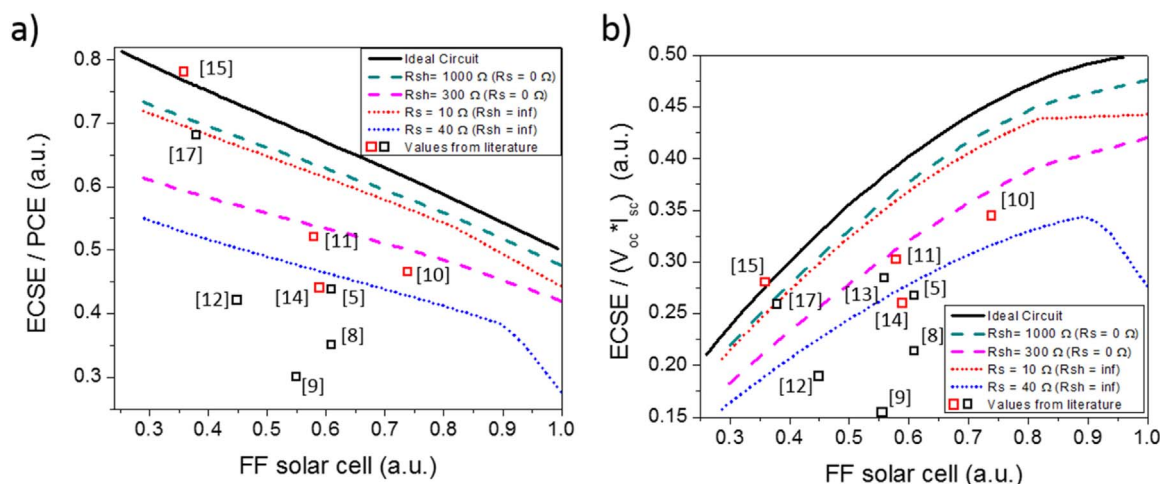 a)
ECSE / PCE (a.u.)
0.8
0.7
0.6
0.5
0.4
0.3
Ideal Circuit
Rsh= 1000 Ω (Rs = 0 Ω)
Rsh= 300 Ω (Rs = 0 Ω)
Rs = 10 Ω (Rsh = inf)
Rs = 40 Ω (Rsh = inf)
Values from literature
[15]
[17]
[11]
[10]
[14]
[5]
[12]
[8]
[9]
0.3 0.4 0.5 0.6 0.7 0.8 0.9 1.0
FF solar cell (a.u.)
b)
ECSE / (V_oc*I_sc) (a.u.)
0.50
0.45
0.40
0.35
0.30
0.25
0.20
0.15
[10]
[15]
[11]
[17]
[13]
[5]
[14]
[8]
[12]
[9]
Ideal Circuit
Rsh= 1000 Ω (Rs = 0 Ω)
Rsh= 300 Ω (Rs = 0 Ω)
Rs = 10 Ω (Rsh = inf)
Rs = 40 Ω (Rsh = inf)
Values from literature
0.3 0.4 0.5 0.6 0.7 0.8 0.9 1.0
FF solar cell (a.u.)